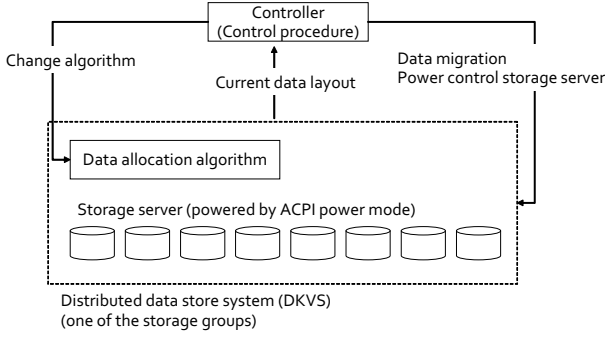 Controller
(Control procedure)
Change algorithm
Current data layout
Data migration
Power control storage server
Data allocation algorithm
Storage server (powered by ACPI power mode)
Distributed data store system (DKVS)
(one of the storage groups)